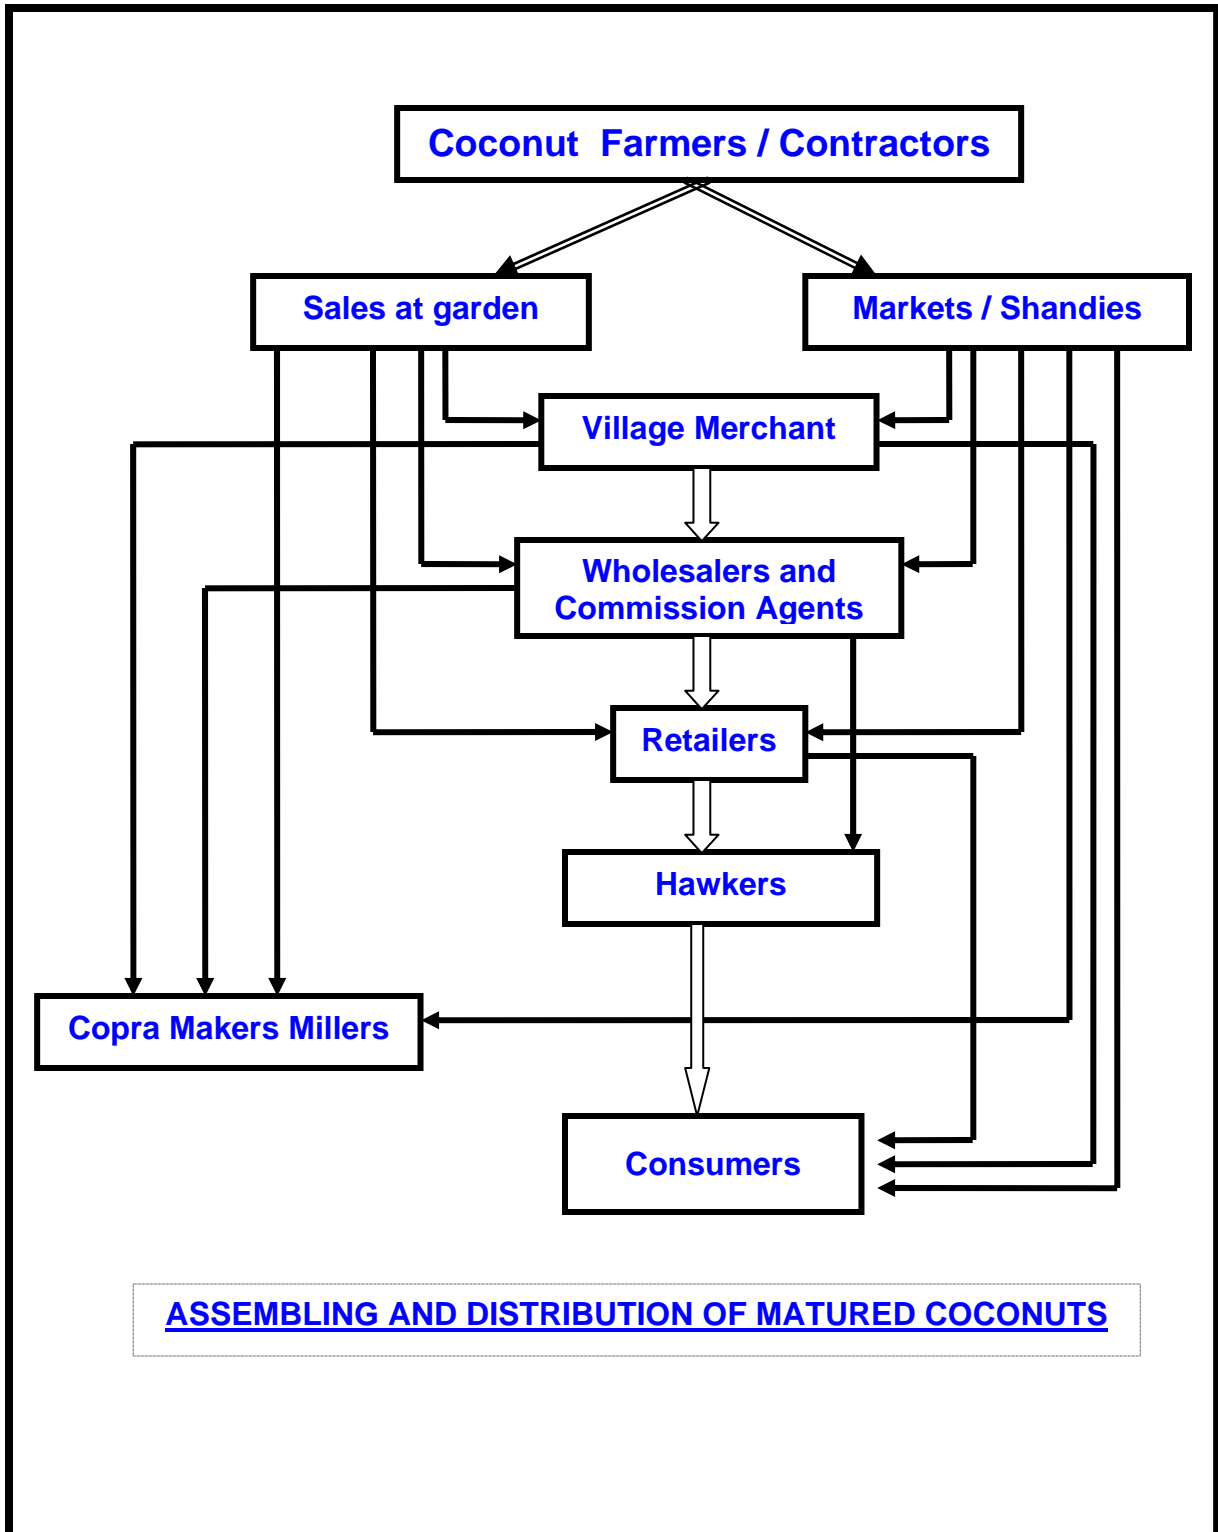 Coconut  Farmers / Contractors
Sales at garden
Markets / Shandies
Village Merchant
Wholesalers and
Commission Agents
Retailers
Hawkers
Copra Makers Millers
Consumers
ASSEMBLING AND DISTRIBUTION OF MATURED COCONUTS